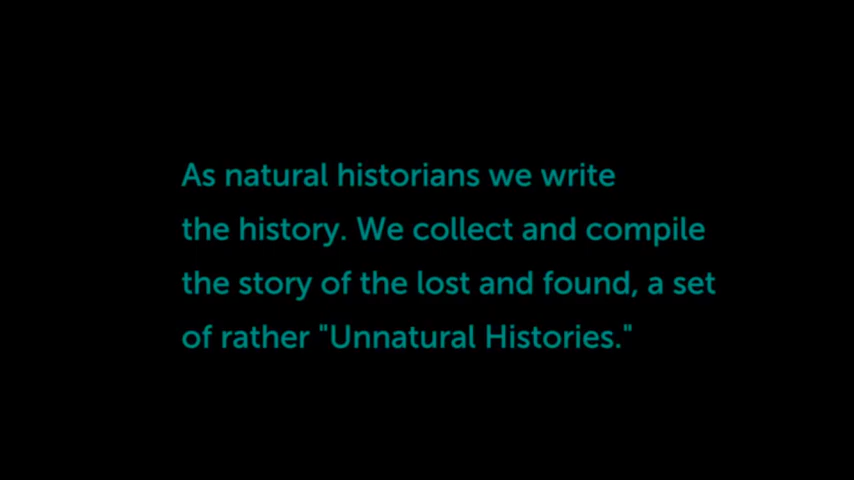 As natural historians we write
the history. We collect and compile
the story of the lost and found, a set
of rather "Unnatural Histories."